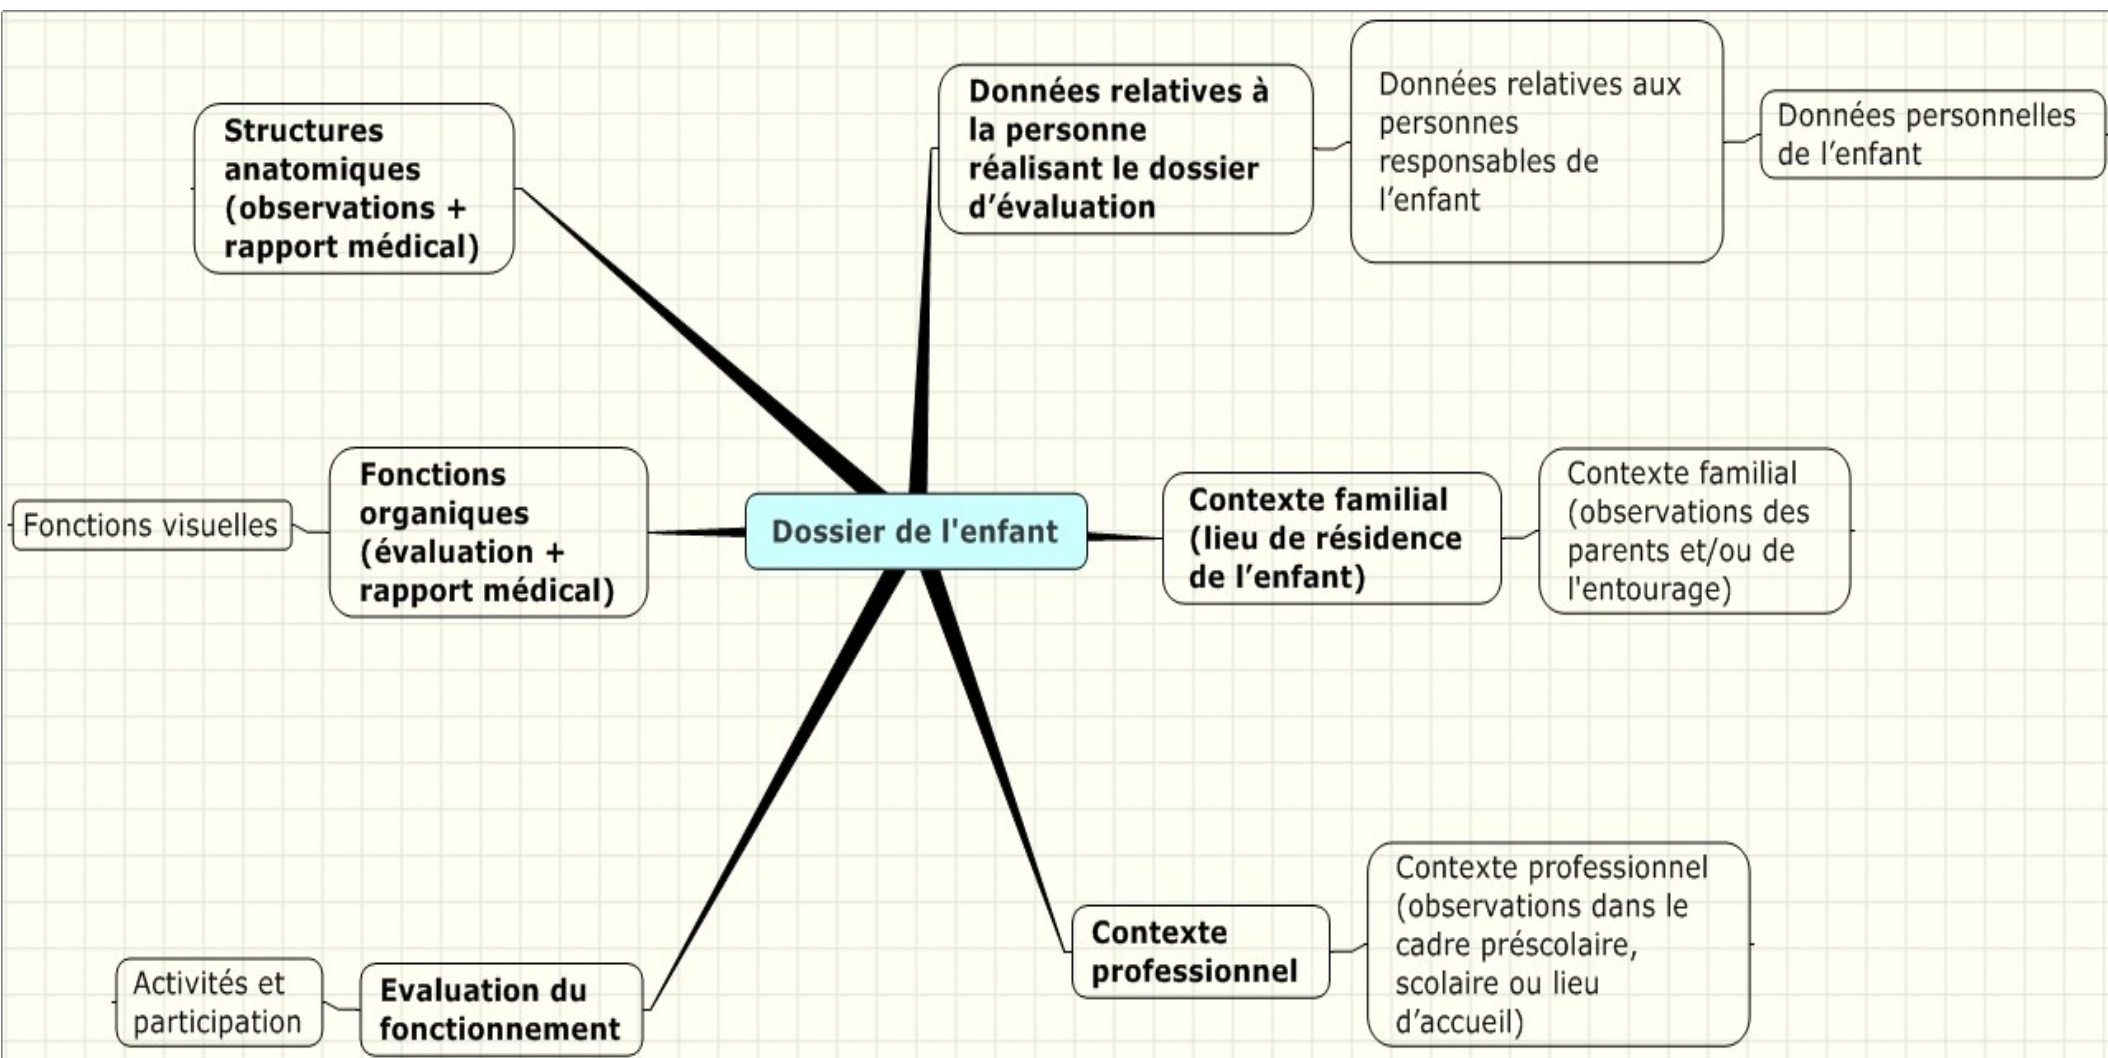 Structures
anatomiques
(observations +
rapport médical)
Données relatives à
la personne
réalisant le dossier
d’évaluation
Données relatives aux
personnes
responsables de
l’enfant
Données personnelles
de l’enfant
Fonctions visuelles
Fonctions
organiques
(évaluation +
rapport médical)
Dossier de l'enfant
Contexte familial
(lieu de résidence
de l’enfant)
Contexte familial
(observations des
parents et/ou de
l'entourage)
Activités et
participation
Evaluation du
fonctionnement
Contexte
professionnel
Contexte professionnel
(observations dans le
cadre préscolaire,
scolaire ou lieu
d’accueil)